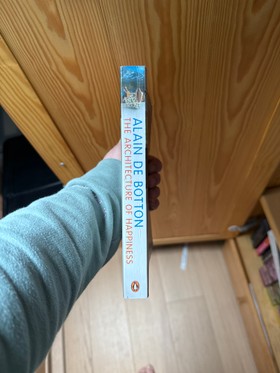 ALAIN DE BOTTON
THE ARCHITECTURE OF HAPPINESS